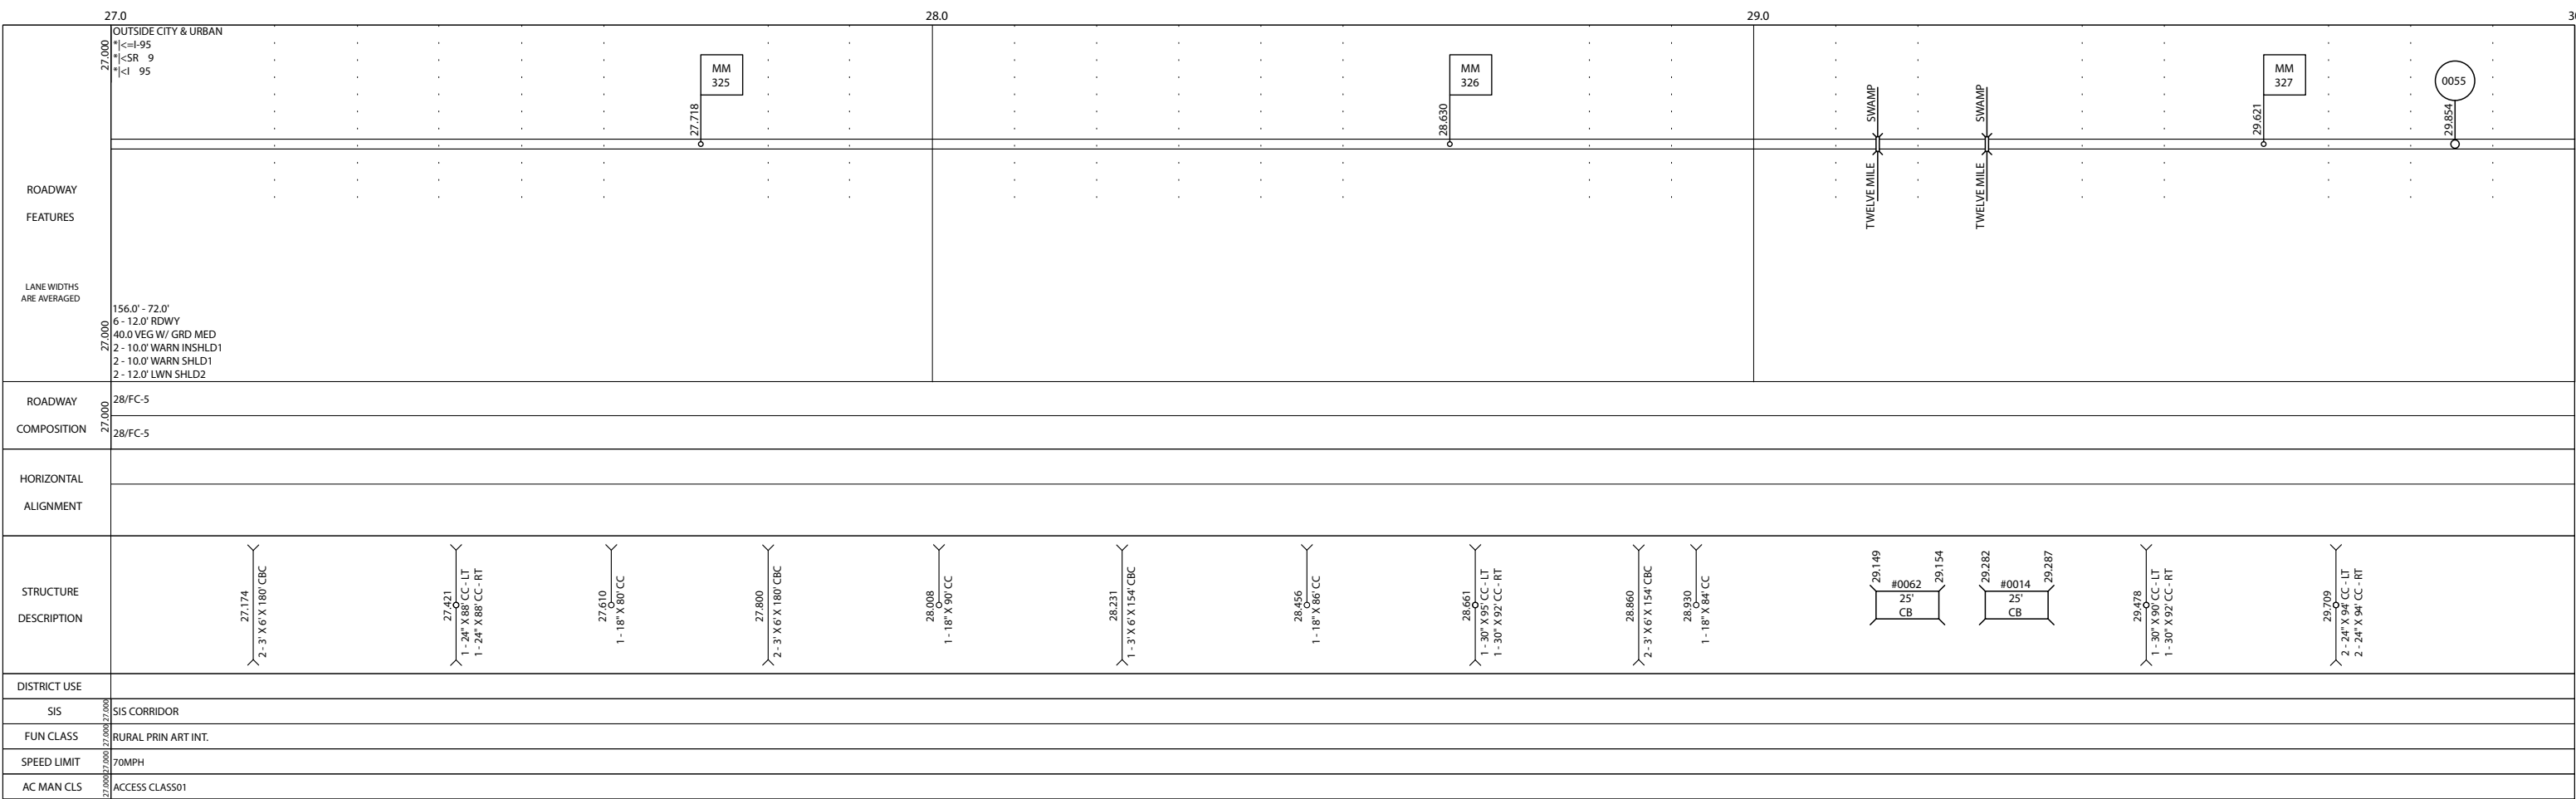 27.0
28.0
29.0
27.000
OUTSIDE CITY & URBAN
*|<=I-95
*|<SR 9
*|<I 95
MM
325
27.718
MM
326
28.630
SWAMP
TWELVE MILE
SWAMP
TWELVE MILE
MM
327
29.621
0055
29.854
ROADWAY
FEATURES
LANE WIDTHS
ARE AVERAGED
27.000
156.0' - 72.0'
6 - 12.0' RDWY
40.0 VEG W/ GRD MED
2 - 10.0' WARN INSHLD1
2 - 10.0' WARN SHLD1
2 - 12.0' LWN SHLD2
ROADWAY
COMPOSITION
27.000
28/FC-5
28/FC-5
HORIZONTAL
ALIGNMENT
STRUCTURE
DESCRIPTION
27.174
2 - 3' X 6' X 180' CBC
27.421
1 - 24" X 88' CC - LT
1 - 24" X 88' CC - RT
27.610
1 - 18" X 80' CC
27.800
2 - 3' X 6' X 180' CBC
28.008
1 - 18" X 90' CC
28.231
1 - 3' X 6' X 154' CBC
28.456
1 - 18" X 86' CC
28.661
1 - 30" X 95' CC - LT
1 - 30" X 92' CC - RT
28.860
2 - 3' X 6' X 154' CBC
28.930
1 - 18" X 84' CC
29.149
29.154
#0062
25'
CB
29.282
29.287
#0014
25'
CB
29.478
1 - 30" X 90' CC - LT
1 - 30" X 92' CC - RT
29.709
2 - 24" X 94' CC - LT
2 - 24" X 94' CC - RT
DISTRICT USE
SIS
27.000
SIS CORRIDOR
FUN CLASS
27.000
RURAL PRIN ART INT.
SPEED LIMIT
27.000
70MPH
AC MAN CLS
27.000
ACCESS CLASS01